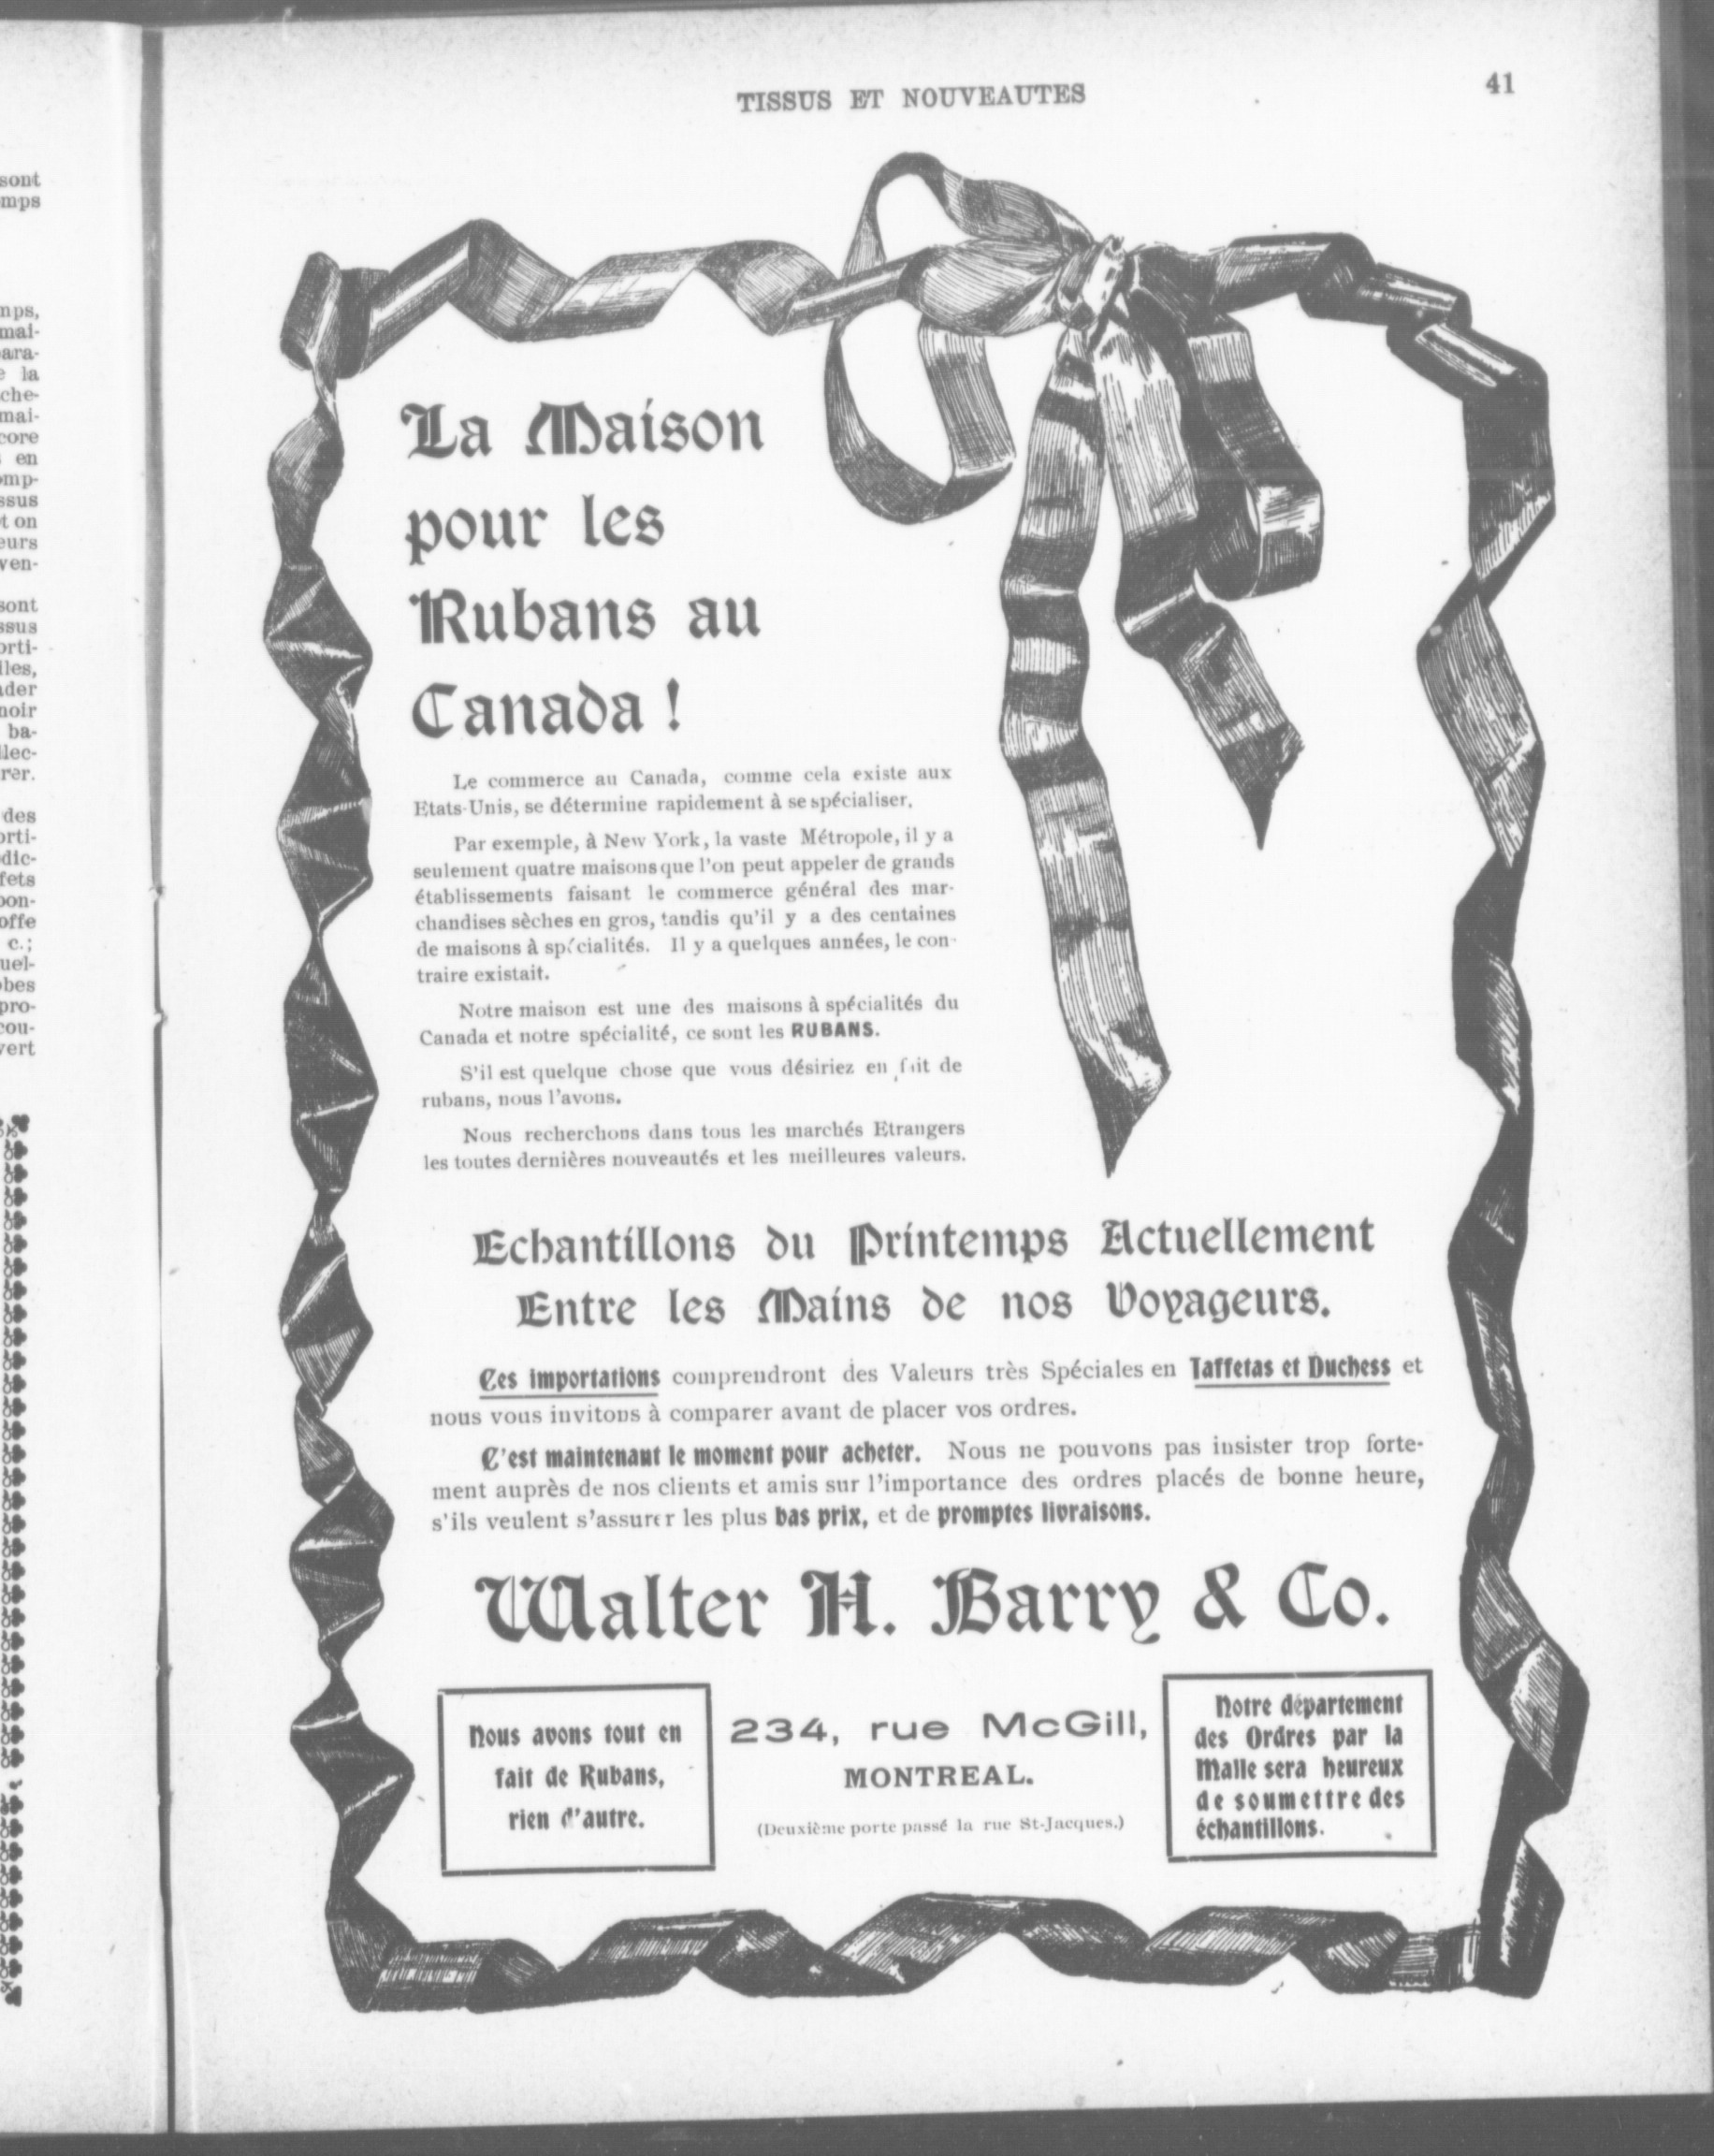 TISSUS ET NOUVEAUTES
41
La Maison
pour les
Rubans au
Canada !
Le commerce au Canada, comme cela existe aux
Etats-Unis, se détermine rapidement à se spécialiser.
Par exemple, à New York, la vaste Métropole, il y a
seulement quatre maisons que l'on peut appeler de grands
établissements faisant le commerce général des mar-
chandises sèches en gros, tandis qu'il y a des centaines
de maisons à spécialités. Il y a quelques années, le con-
traire existait.
Notre maison est une des maisons à spécialités du
Canada et notre spécialité, ce sont les RUBANS.
S'il est quelque chose que vous désiriez en fait de
rubans, nous l'avons.
Nous recherchons dans tous les marchés Etrangers
les toutes dernières nouveautés et les meilleures valeurs.
Echantillons du Printemps Actuellement
Entre les Mains de nos Voyageurs.
Ces importations comprendront des Valeurs très Spéciales en Taffetas et Duchess et
nous vous invitons à comparer avant de placer vos ordres.
C'est maintenant le moment pour acheter. Nous ne pouvons pas insister trop forte-
ment auprès de nos clients et amis sur l'importance des ordres placés de bonne heure,
s'ils veulent s'assurer les plus bas prix, et de promptes livraisons.
Walter H. Barry & Co.
Nous avons tout en
fait de Rubans,
rien d'autre.
234, rue McGill,
MONTREAL.
(Deuxième porte passé la rue St-Jacques.)
Notre département
des Ordres par la
Malle sera heureux
de soumettre des
échantillons.